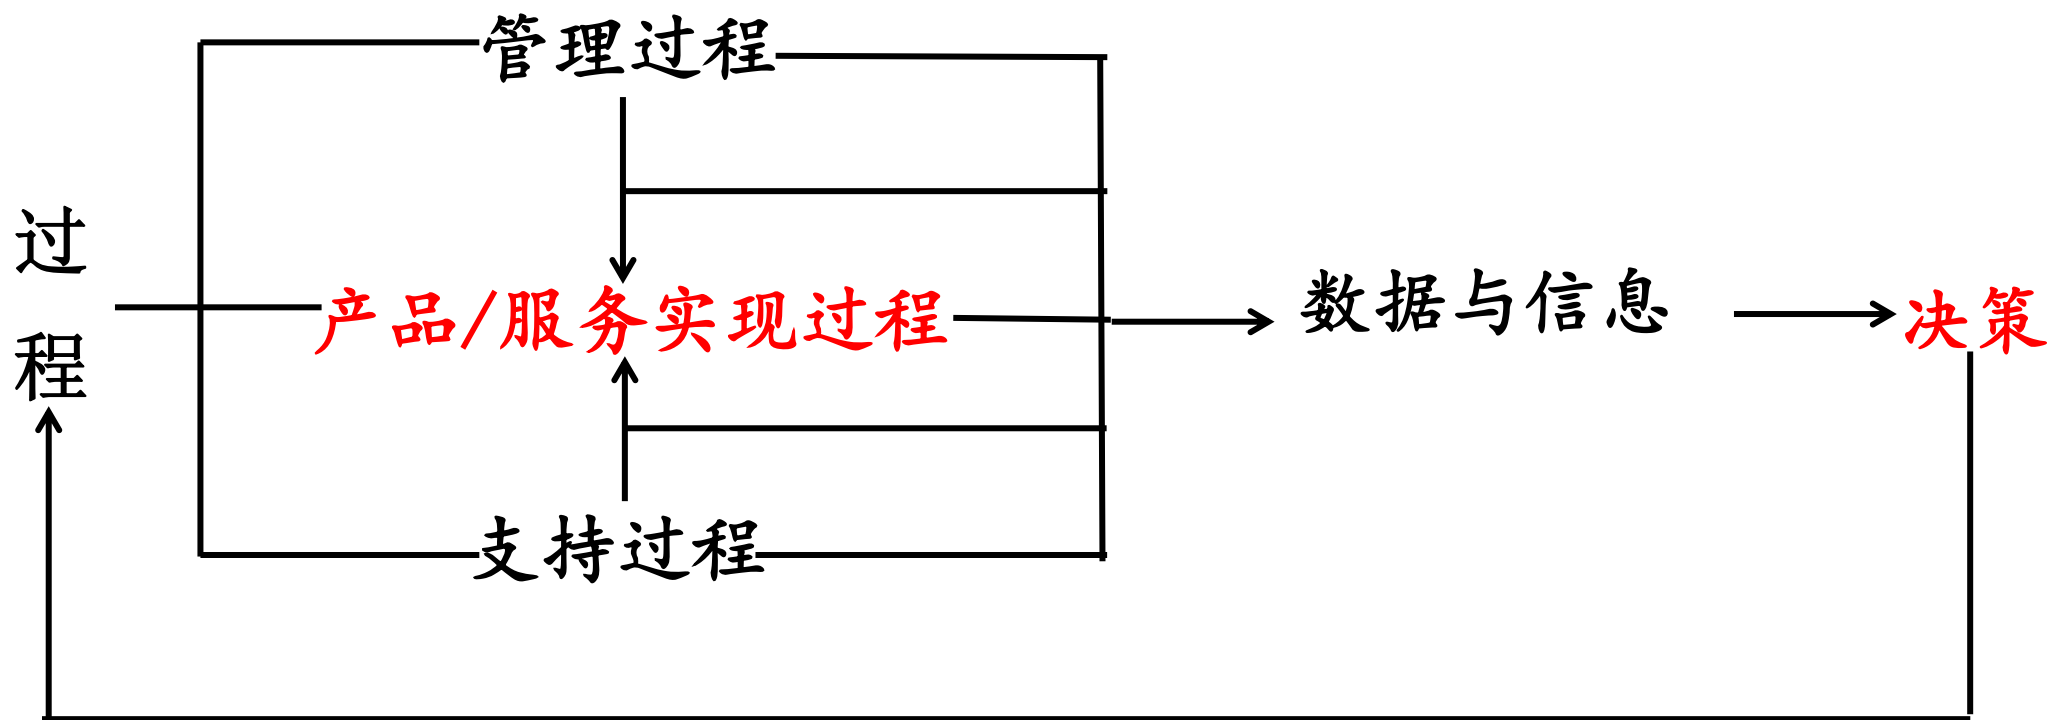 管理过程
过程
产品/服务实现过程
数据与信息
决策
支持过程